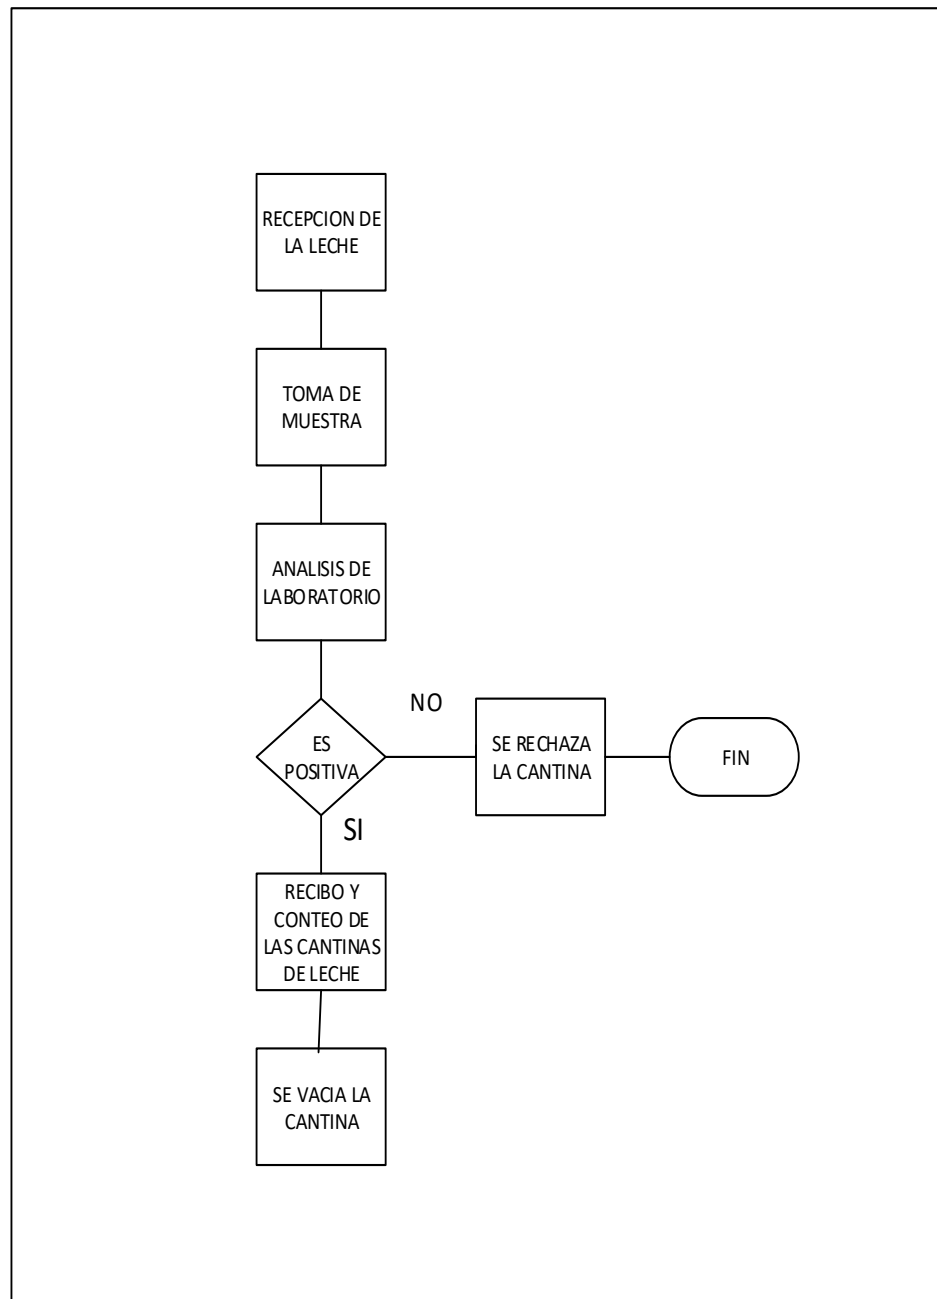 RECEPCION DE
LA LECHE
TOMA DE
MUESTRA
ANALISIS DE
LABORATORIO
ES
POSITIVA
NO
SE RECHAZA
LA CANTINA
FIN
SI
RECIBO Y
CONTEO DE
LAS CANTINAS
DE LECHE
SE VACIA LA
CANTINA